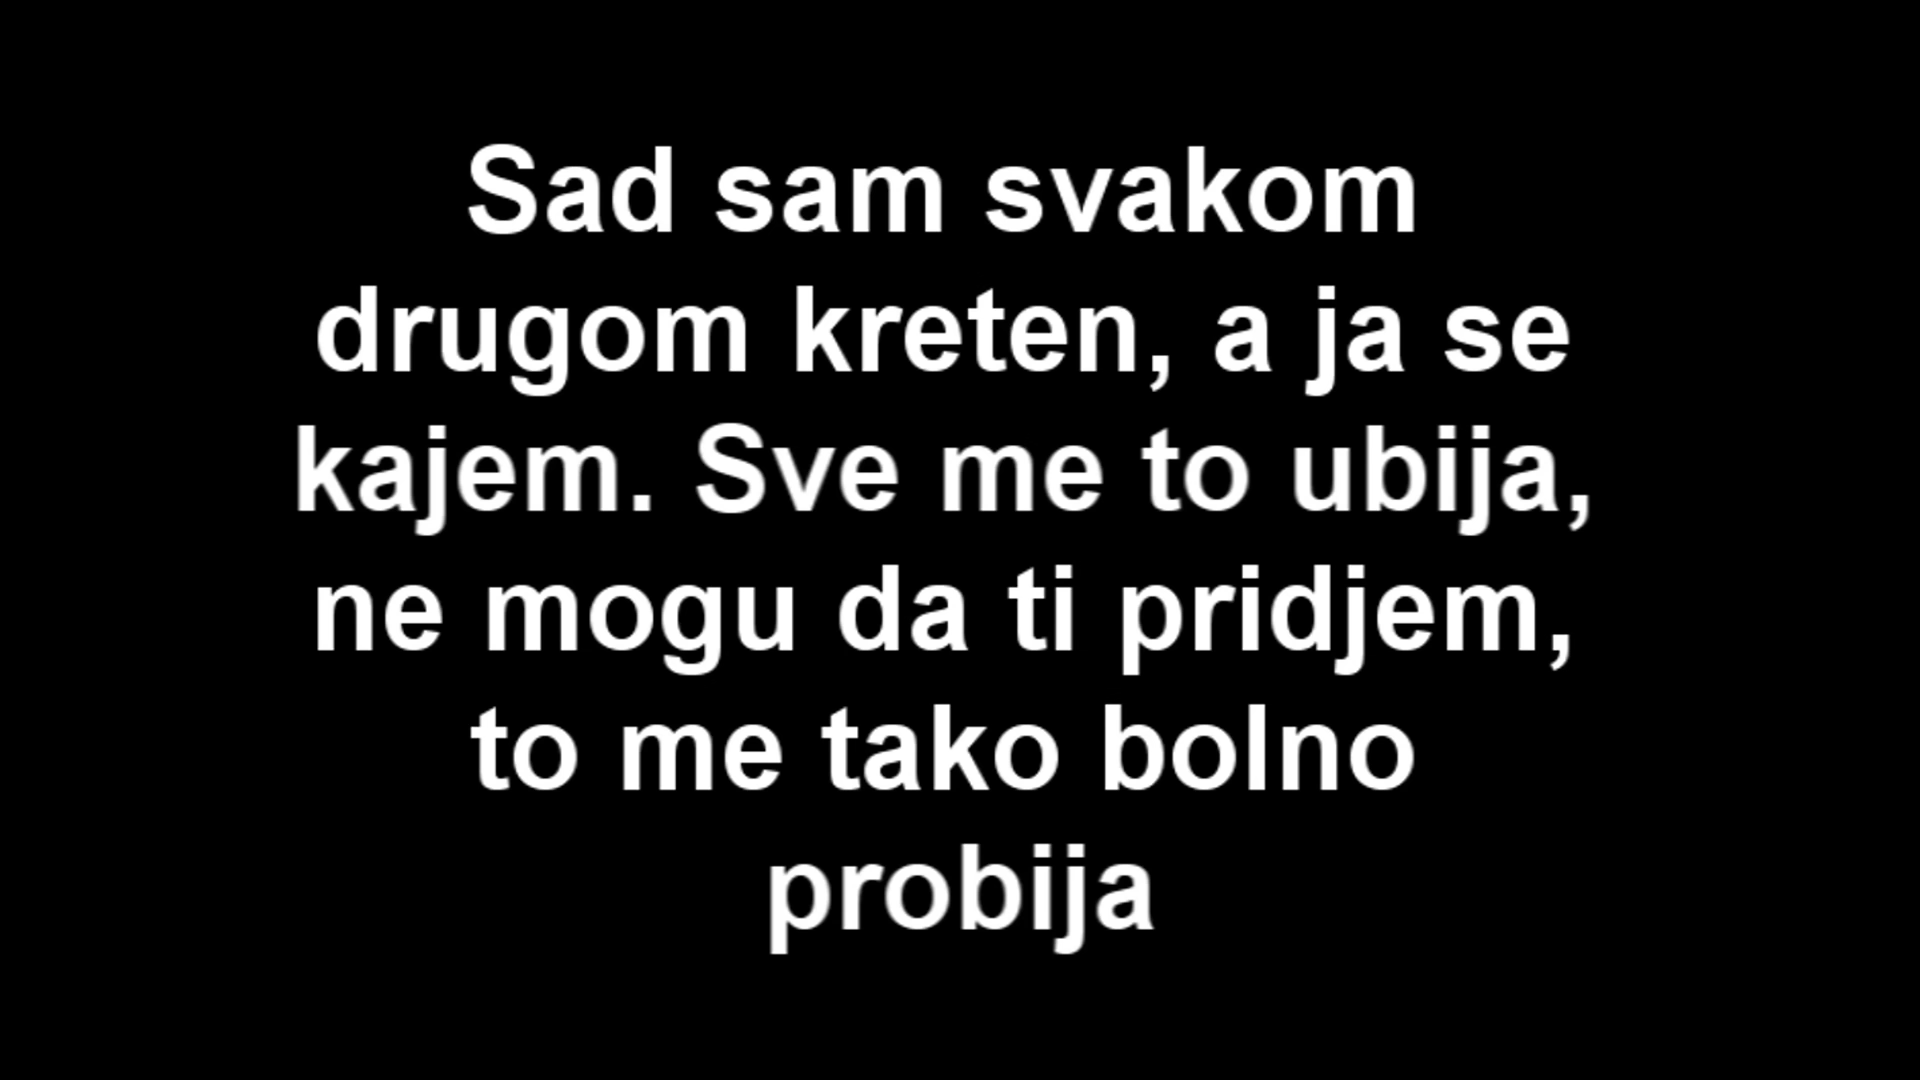 Sad sam svakom
drugom kreten, a ja se
kajem. Sve me to ubija,
ne mogu da ti pridjem,
to me tako bolno
probija